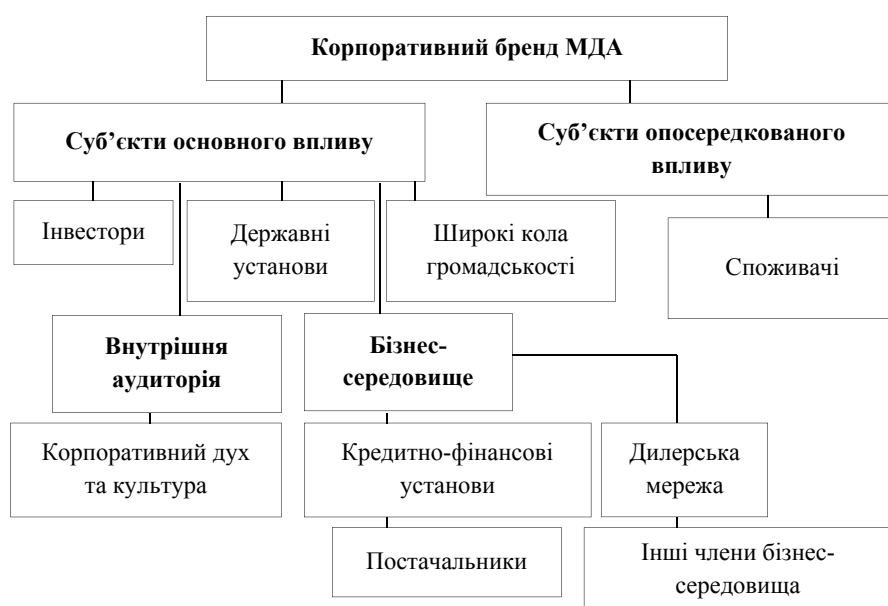 Корпоративний бренд МДА
Суб’єкти основного впливу
Суб’єкти опосередкованого
впливу
Інвестори
Державні
установи
Широкі кола
громадськості
Споживачі
Внутрішня
аудиторія
Бізнес-
середовище
Корпоративний дух
та культура
Кредитно-фінансові
установи
Дилерська
мережа
Постачальники
Інші члени бізнес-
середовища